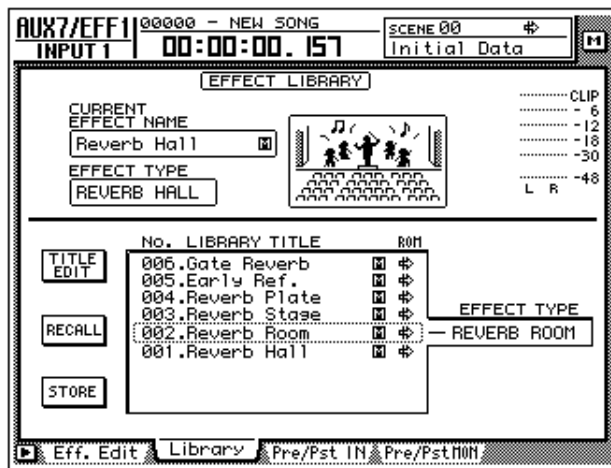 AUX7/EFF1
INPUT 1
00000 - NEW SONG
00:00:00. 157
SCENE 00
Initial Data
M
EFFECT LIBRARY
CURRENT
EFFECT NAME
Reverb Hall M
EFFECT TYPE
REVERB HALL
CLIP
- 6
-12
-18
-30
-48
L R
No. LIBRARY TITLE ROM
006.Gate Reverb M
005.Early Ref. M
004.Reverb Plate M
003.Reverb Stage M
002.Reverb Room M
001.Reverb Hall M
TITLE
EDIT
RECALL
STORE
EFFECT TYPE
REVERB ROOM
Eff. Edit Library Pre/Pst IN Pre/PstMON